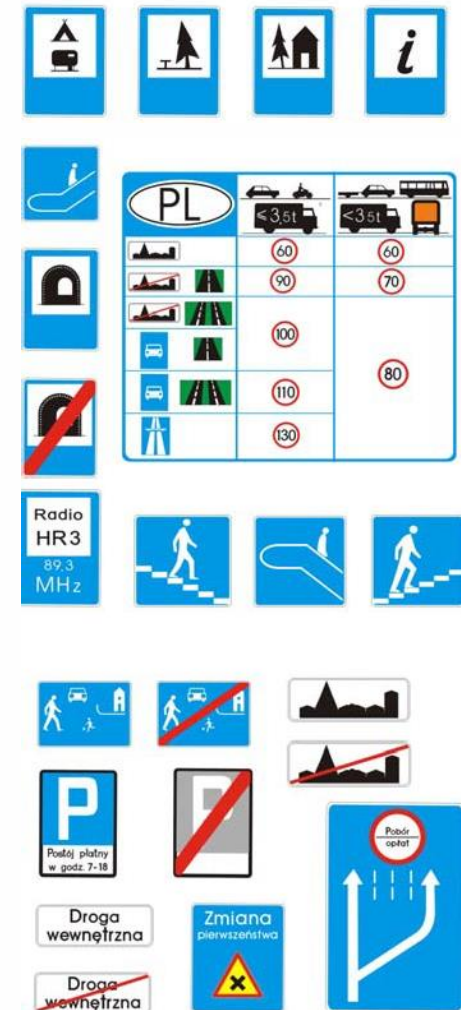 i
PL
<3,5t
<3,5t
60
60
90
70
100
80
110
130
Radio
HR3
89,3
MHz
P
Postój płatny
w godz. 7-18
P
Pobór
opłat
Droga
wewnętrzna
Zmiana
pierwszeństwa
Droga
wewnętrzna